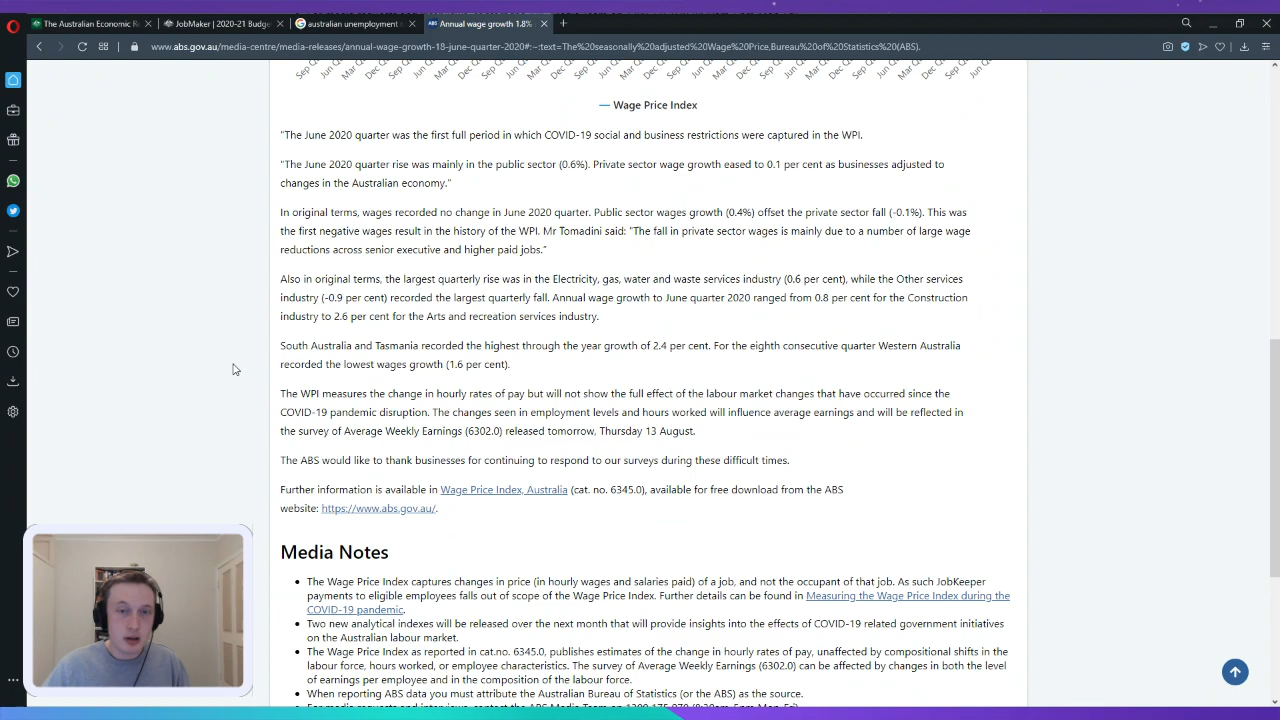 The Australian Economic R
JobMaker | 2020-21 Budge
australian unemployment s
ABS Annual wage growth 1.8%
www.abs.gov.au/media-centre/media-releases/annual-wage-growth-18-june-quarter-2020#:~:text=The%20seasonally%20adjusted%20Wage%20Price,Bureau%20of%20Statistics%20(ABS).
Wage Price Index
"The June 2020 quarter was the first full period in which COVID-19 social and business restrictions were captured in the WPI.
"The June 2020 quarter rise was mainly in the public sector (0.6%). Private sector wage growth eased to 0.1 per cent as businesses adjusted to
changes in the Australian economy."
In original terms, wages recorded no change in June 2020 quarter. Public sector wages growth (0.4%) offset the private sector fall (-0.1%). This was
the first negative wages result in the history of the WPI. Mr Tomadini said: "The fall in private sector wages is mainly due to a number of large wage
reductions across senior executive and higher paid jobs."
Also in original terms, the largest quarterly rise was in the Electricity, gas, water and waste services industry (0.6 per cent), while the Other services
industry (-0.9 per cent) recorded the largest quarterly fall. Annual wage growth to June quarter 2020 ranged from 0.8 per cent for the Construction
industry to 2.6 per cent for the Arts and recreation services industry.
South Australia and Tasmania recorded the highest through the year growth of 2.4 per cent. For the eighth consecutive quarter Western Australia
recorded the lowest wages growth (1.6 per cent).
The WPI measures the change in hourly rates of pay but will not show the full effect of the labour market changes that have occurred since the
COVID-19 pandemic disruption. The changes seen in employment levels and hours worked will influence average earnings and will be reflected in
the survey of Average Weekly Earnings (6302.0) released tomorrow, Thursday 13 August.
The ABS would like to thank businesses for continuing to respond to our surveys during these difficult times.
Further information is available in Wage Price Index, Australia (cat. no. 6345.0), available for free download from the ABS
website: https://www.abs.gov.au/.
Media Notes
• The Wage Price Index captures changes in price (in hourly wages and salaries paid) of a job, and not the occupant of that job. As such JobKeeper
payments to eligible employees falls out of scope of the Wage Price Index. Further details can be found in Measuring the Wage Price Index during the
COVID-19 pandemic.
• Two new analytical indexes will be released over the next month that will provide insights into the effects of COVID-19 related government initiatives
on the Australian labour market.
• The Wage Price Index as reported in cat.no. 6345.0, publishes estimates of the change in hourly rates of pay, unaffected by compositional shifts in the
labour force, hours worked, or employee characteristics. The survey of Average Weekly Earnings (6302.0) can be affected by changes in both the level
of earnings per employee and in the composition of the labour force.
• When reporting ABS data you must attribute the Australian Bureau of Statistics (or the ABS) as the source.